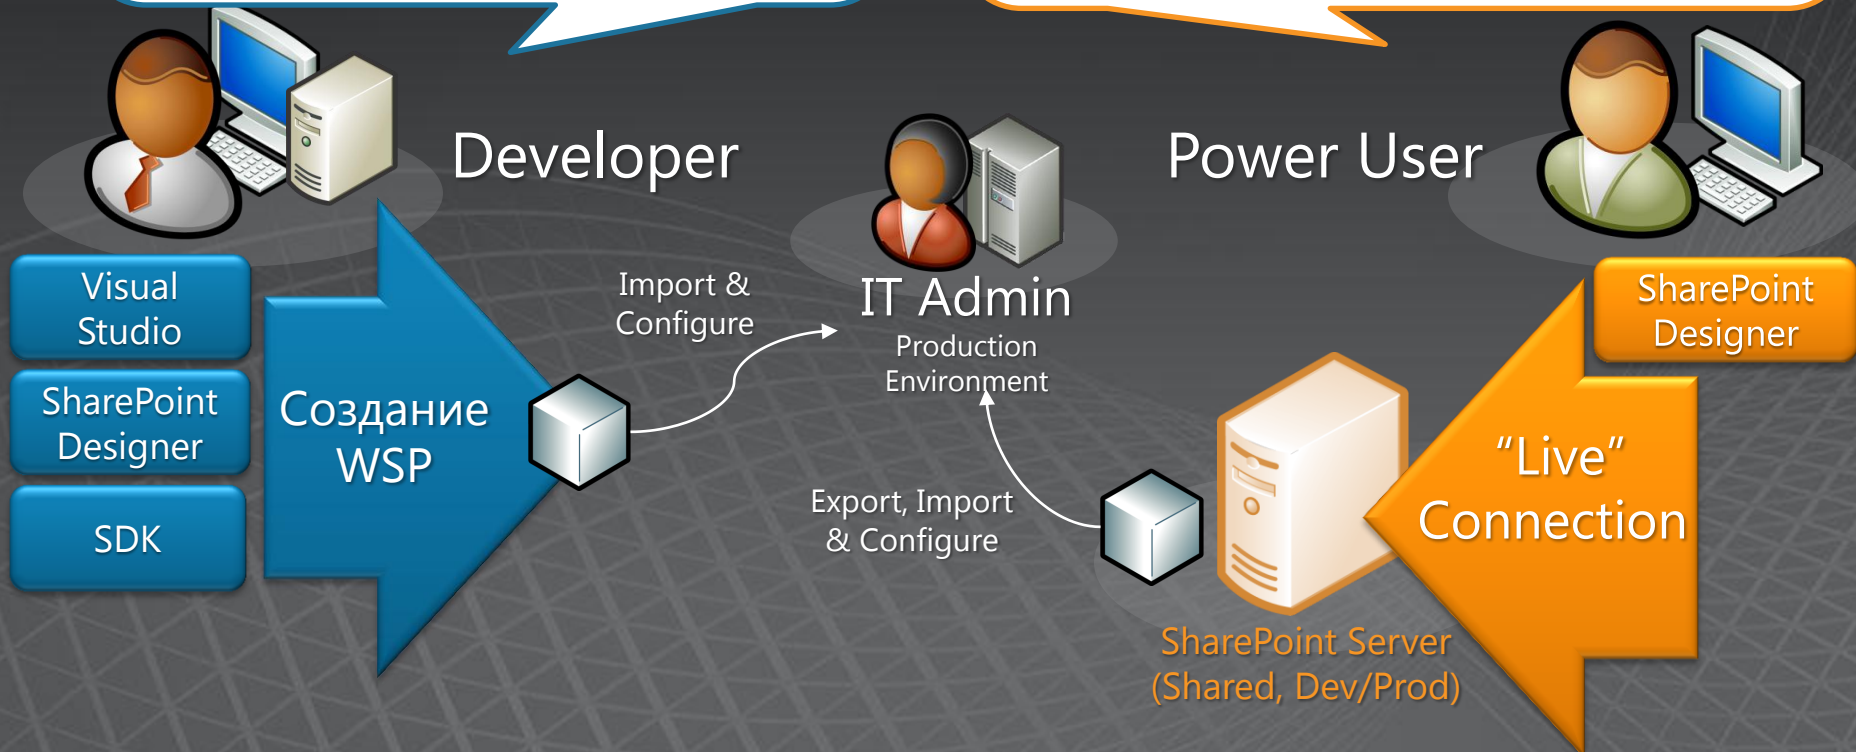 Developer
Power User
Visual
Studio
SharePoint
Designer
SDK
Создание
WSP
Import &
Configure
IT Admin
Production
Environment
Export, Import
& Configure
SharePoint Server
(Shared, Dev/Prod)
SharePoint
Designer
“Live”
Connection